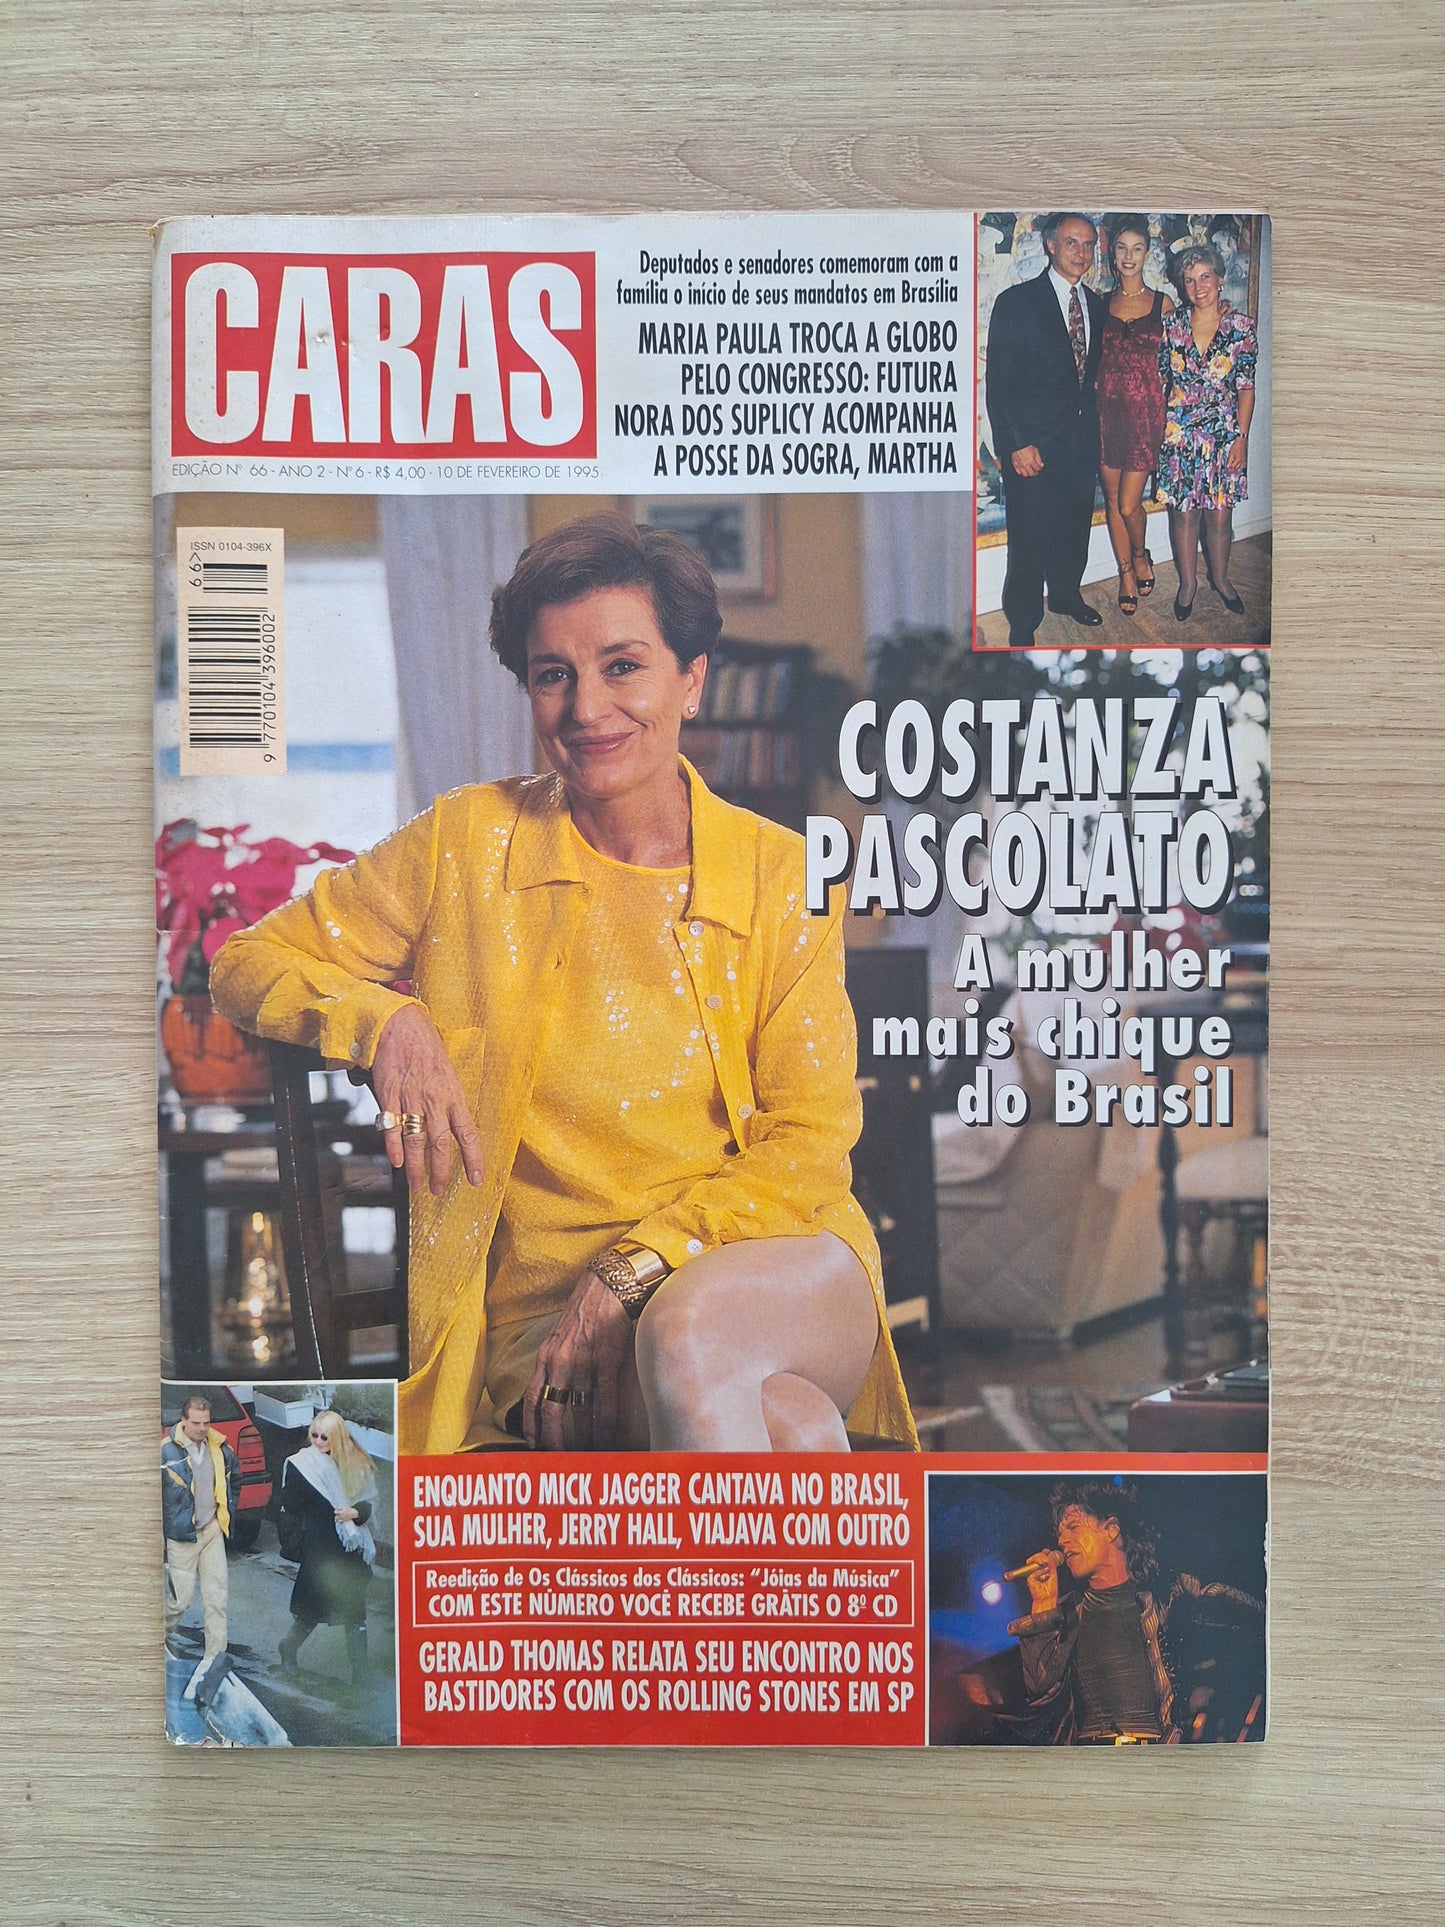 CARAS
EDIÇÃO Nº 66 - ANO 2 - Nº 6 - R$ 4,00 - 10 DE FEVEREIRO DE 1995
Deputados e senadores comemoram com a
família o início de seus mandatos em Brasília
MARIA PAULA TROCA A GLOBO
PELO CONGRESSO: FUTURA
NORA DOS SUPLICY ACOMPANHA
A POSSE DA SOGRA, MARTHA
ISSN 0104-396X
66>
9 770104 396002
COSTANZA
PASCOLATO
A mulher
mais chique
do Brasil
ENQUANTO MICK JAGGER CANTAVA NO BRASIL,
SUA MULHER, JERRY HALL, VIAJAVA COM OUTRO
Reedição de Os Clássicos dos Clássicos: "Jóias da Música"
COM ESTE NÚMERO VOCÊ RECEBE GRÁTIS O 8º CD
GERALD THOMAS RELATA SEU ENCONTRO NOS
BASTIDORES COM OS ROLLING STONES EM SP